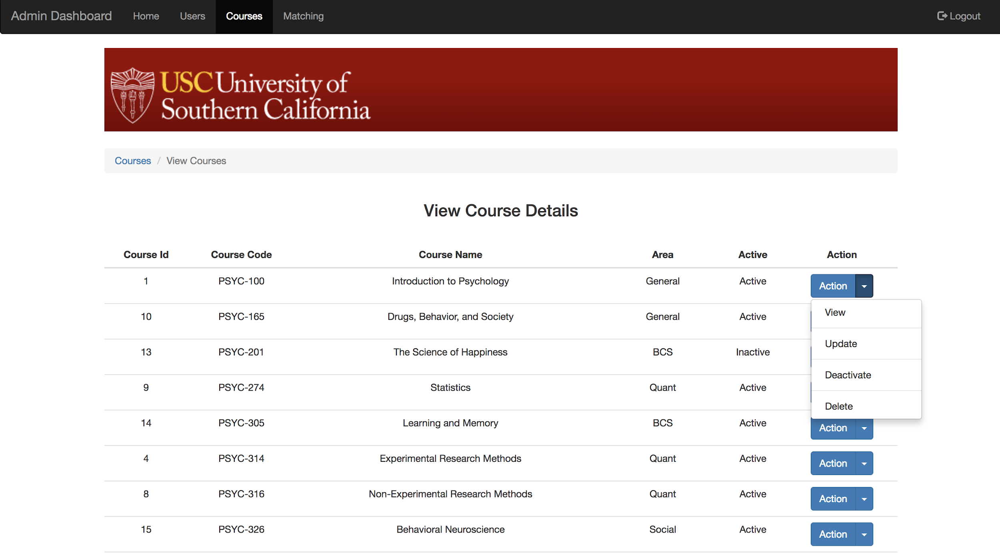 Admin Dashboard Home Users Courses Matching Logout
USC University of
Southern California
Courses / View Courses
View Course Details
Course Id Course Code Course Name Area Active Action
1 PSYC-100 Introduction to Psychology General Active Action
View
10 PSYC-165 Drugs, Behavior, and Society General Active
Update
13 PSYC-201 The Science of Happiness BCS Inactive
Deactivate
9 PSYC-274 Statistics Quant Active
Delete
14 PSYC-305 Learning and Memory BCS Active Action
4 PSYC-314 Experimental Research Methods Quant Active Action
8 PSYC-316 Non-Experimental Research Methods Quant Active Action
15 PSYC-326 Behavioral Neuroscience Social Active Action